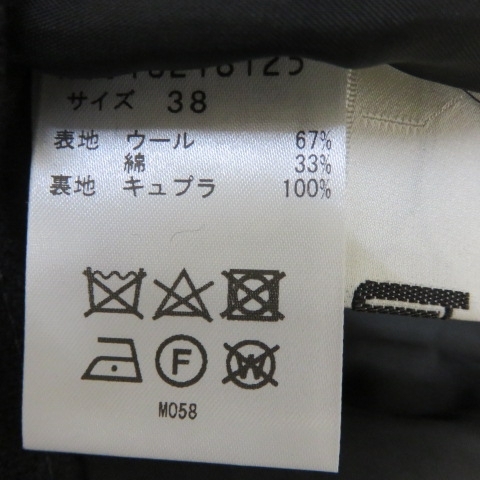 サイズ 38
表地 ウール 67%
綿 33%
裏地 キュプラ 100%
F
W
M058